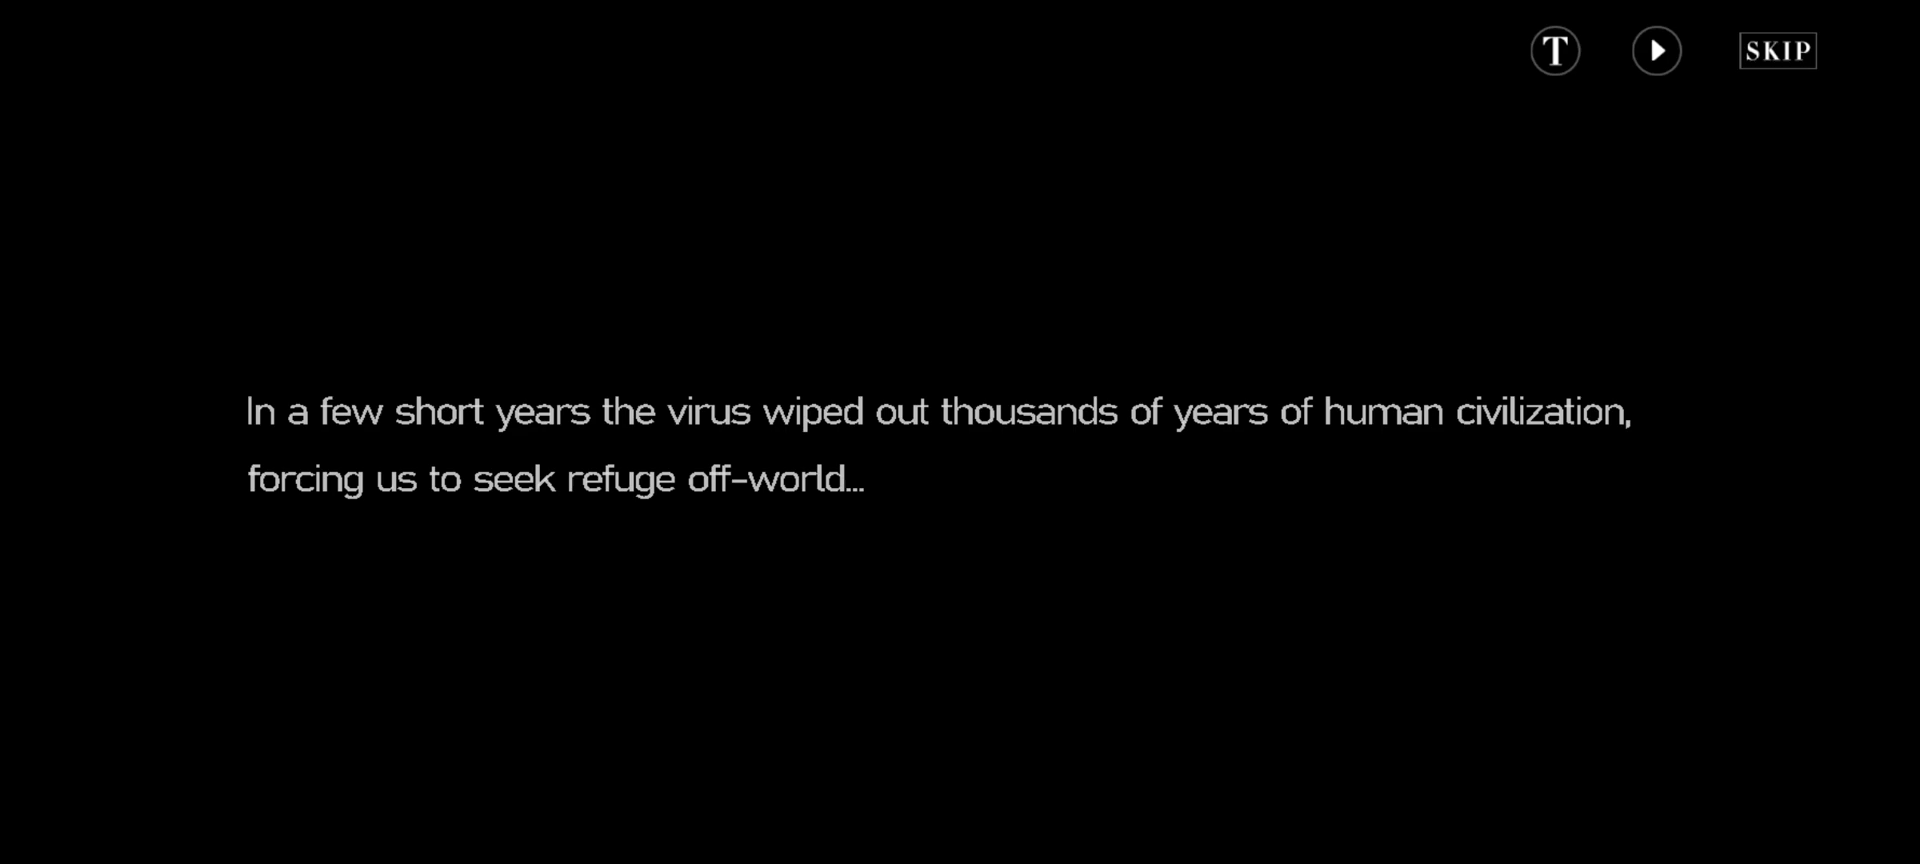 T
SKIP
In a few short years the virus wiped out thousands of years of human civilization,
forcing us to seek refuge off-world...